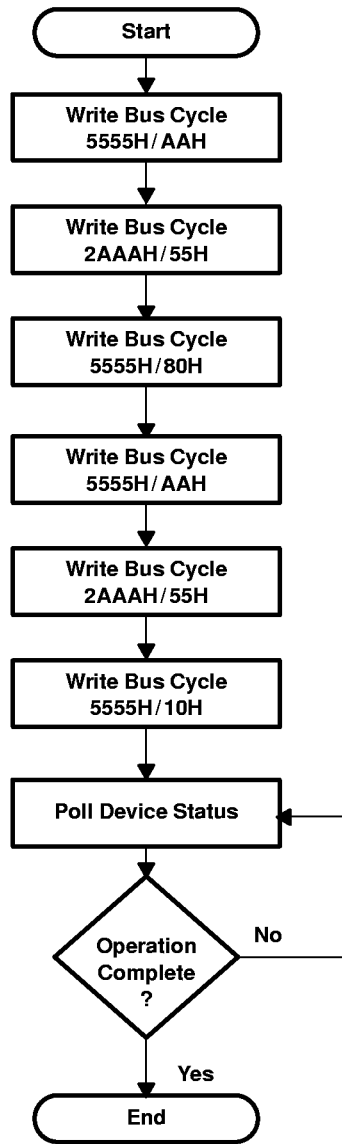 Start
Write Bus Cycle
5555H/AAH
Write Bus Cycle
2AAAH/55H
Write Bus Cycle
5555H/80H
Write Bus Cycle
5555H/AAH
Write Bus Cycle
2AAAH/55H
Write Bus Cycle
5555H/10H
Poll Device Status
Operation
Complete
?
No
Yes
End